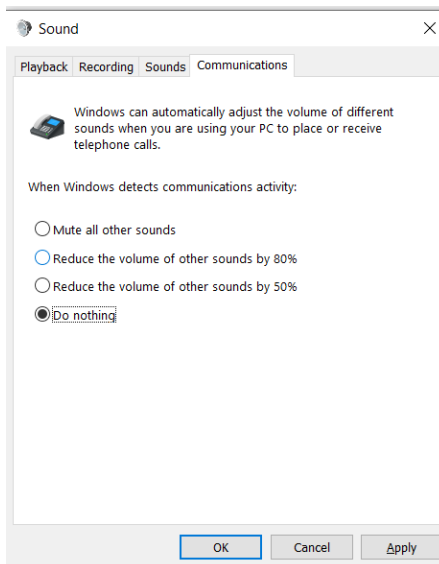 Sound
Playback Recording Sounds Communications
Windows can automatically adjust the volume of different
sounds when you are using your PC to place or receive
telephone calls.
When Windows detects communications activity:
Mute all other sounds
Reduce the volume of other sounds by 80%
Reduce the volume of other sounds by 50%
Do nothing
OK Cancel Apply